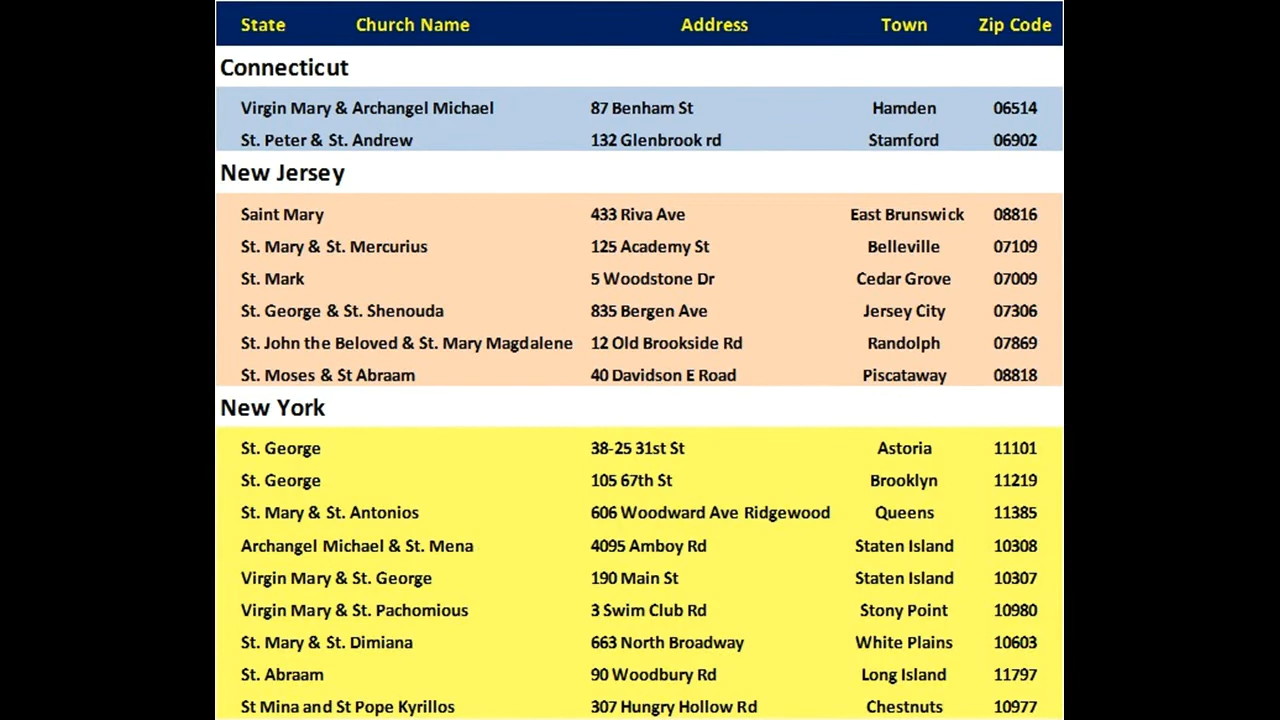 State Church Name Address Town Zip Code
Connecticut
Virgin Mary & Archangel Michael 87 Benham St Hamden 06514
St. Peter & St. Andrew 132 Glenbrook rd Stamford 06902
New Jersey
Saint Mary 433 Riva Ave East Brunswick 08816
St. Mary & St. Mercurius 125 Academy St Belleville 07109
St. Mark 5 Woodstone Dr Cedar Grove 07009
St. George & St. Shenouda 835 Bergen Ave Jersey City 07306
St. John the Beloved & St. Mary Magdalene 12 Old Brookside Rd Randolph 07869
St. Moses & St Abraam 40 Davidson E Road Piscataway 08818
New York
St. George 38-25 31st St Astoria 11101
St. George 105 67th St Brooklyn 11219
St. Mary & St. Antonios 606 Woodward Ave Ridgewood Queens 11385
Archangel Michael & St. Mena 4095 Amboy Rd Staten Island 10308
Virgin Mary & St. George 190 Main St Staten Island 10307
Virgin Mary & St. Pachomious 3 Swim Club Rd Stony Point 10980
St. Mary & St. Dimiana 663 North Broadway White Plains 10603
St. Abraam 90 Woodbury Rd Long Island 11797
St Mina and St Pope Kyrillos 307 Hungry Hollow Rd Chestnuts 10977